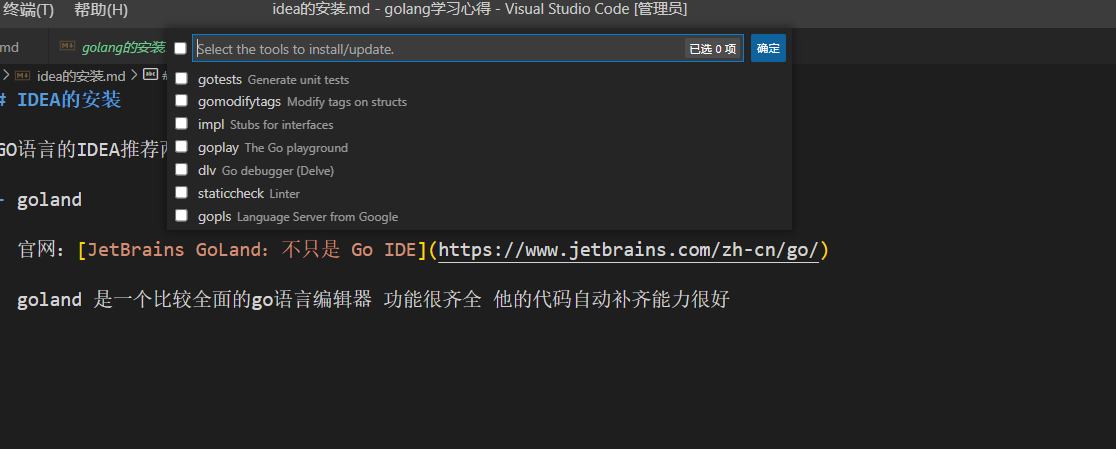 终端(T) 帮助(H) idea的安装.md - golang学习心得 - Visual Studio Code [管理员]
md golang的安装
Select the tools to install/update. 已选 0 项 确定
idea的安装.md #
gotests Generate unit tests
# IDEA的安装
gomodifytags Modify tags on structs
impl Stubs for interfaces
GO语言的IDEA推荐
goplay The Go playground
dlv Go debugger (Delve)
- goland
staticcheck Linter
gopls Language Server from Google
官网：[JetBrains GoLand：不只是 Go IDE](https://www.jetbrains.com/zh-cn/go/)
goland 是一个比较全面的go语言编辑器 功能很齐全 他的代码自动补齐能力很好